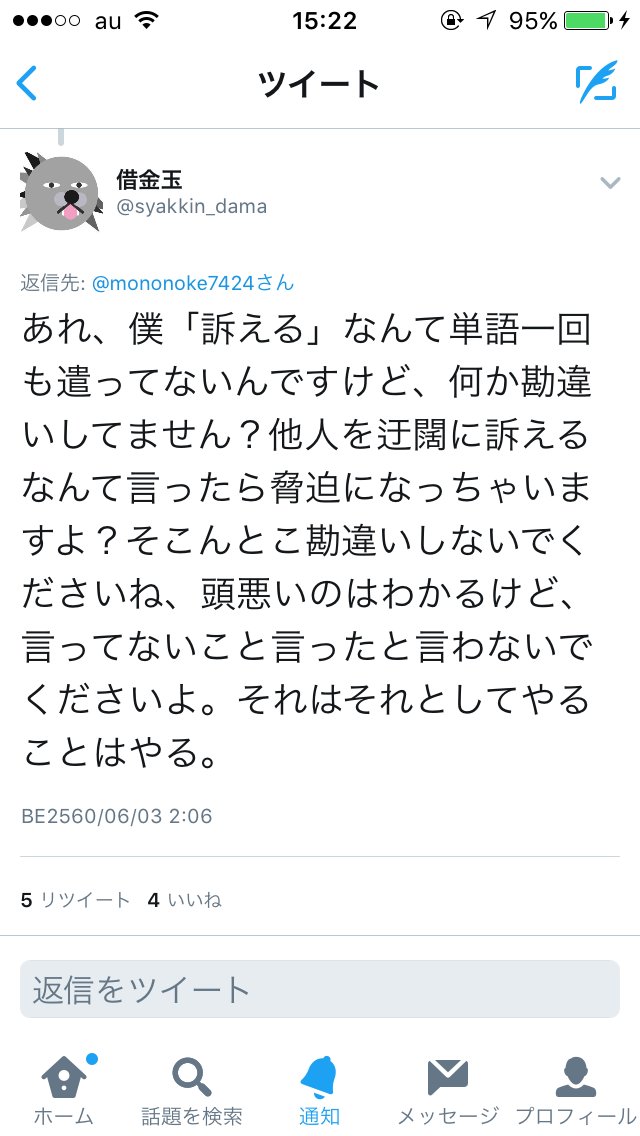 au 15:22 95%
ツイート
借金玉
@syakkin_dama
返信先: @mononoke7424さん
あれ、僕「訴える」なんて単語一回
も遣ってないんですけど、何か勘違
いしてません？他人を迂闊に訴える
なんて言ったら脅迫になっちゃいま
すよ？そこんとこ勘違いしないでく
ださいね、頭悪いのはわかるけど、
言ってないこと言ったと言わないで
くださいよ。それはそれとしてやる
ことはやる。
BE2560/06/03 2:06
5 リツイート 4 いいね
返信をツイート
ホーム 話題を検索 通知 メッセージ プロフィール